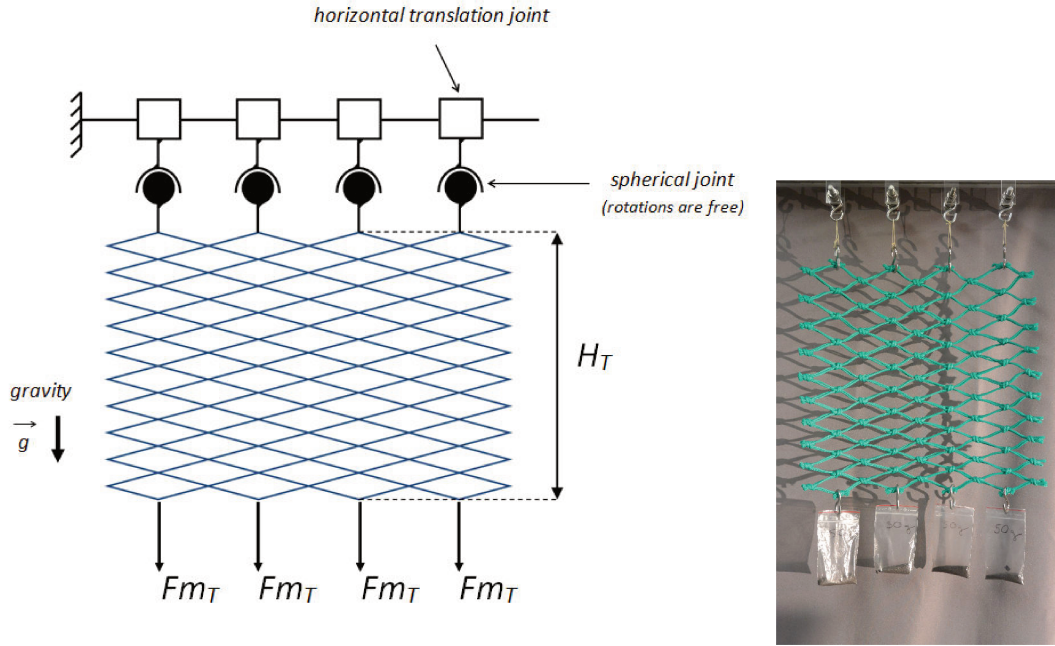 horizontal translation joint
spherical joint
(rotations are free)
H_T
gravity
g
Fm_T Fm_T Fm_T Fm_T